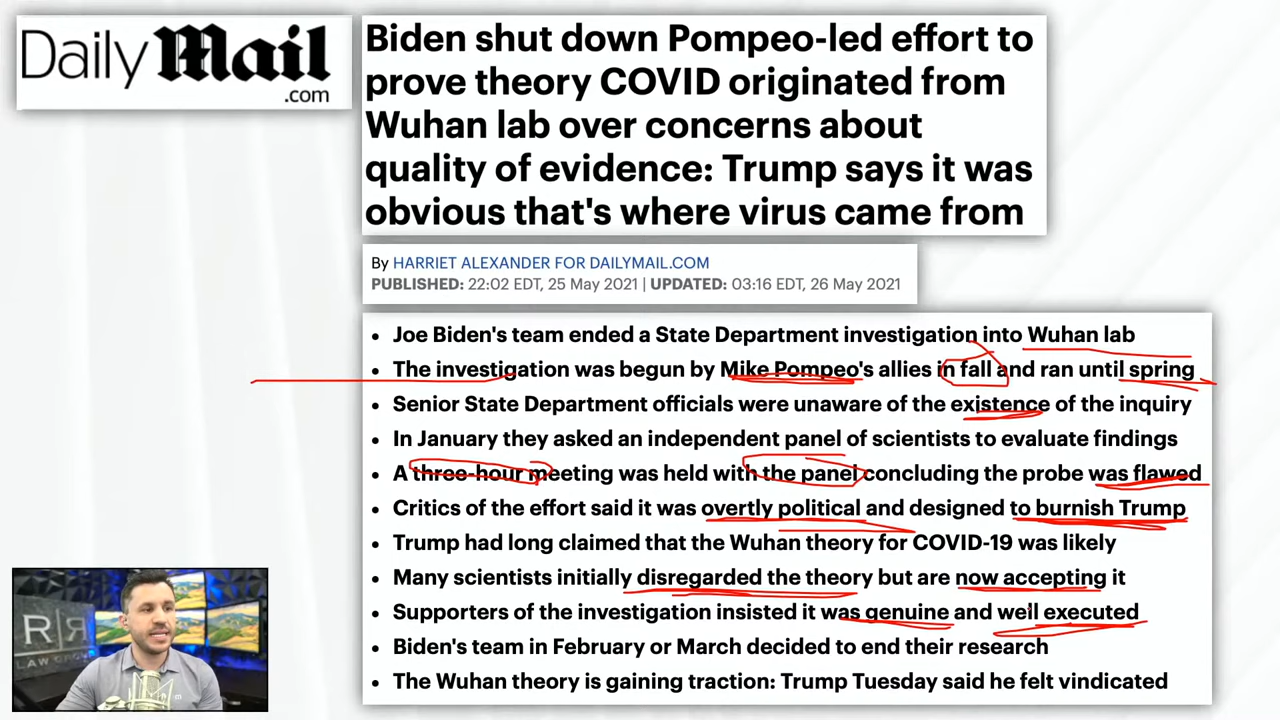 Daily Mail
.com
Biden shut down Pompeo-led effort to
prove theory COVID originated from
Wuhan lab over concerns about
quality of evidence: Trump says it was
obvious that's where virus came from
By HARRIET ALEXANDER FOR DAILYMAIL.COM
PUBLISHED: 22:02 EDT, 25 May 2021 | UPDATED: 03:16 EDT, 26 May 2021
• Joe Biden's team ended a State Department investigation into Wuhan lab
• The investigation was begun by Mike Pompeo's allies in fall and ran until spring
• Senior State Department officials were unaware of the existence of the inquiry
• In January they asked an independent panel of scientists to evaluate findings
• A three-hour meeting was held with the panel concluding the probe was flawed
• Critics of the effort said it was overtly political and designed to burnish Trump
• Trump had long claimed that the Wuhan theory for COVID-19 was likely
• Many scientists initially disregarded the theory but are now accepting it
• Supporters of the investigation insisted it was genuine and well executed
• Biden's team in February or March decided to end their research
• The Wuhan theory is gaining traction: Trump Tuesday said he felt vindicated
R|R
LAW GROUP